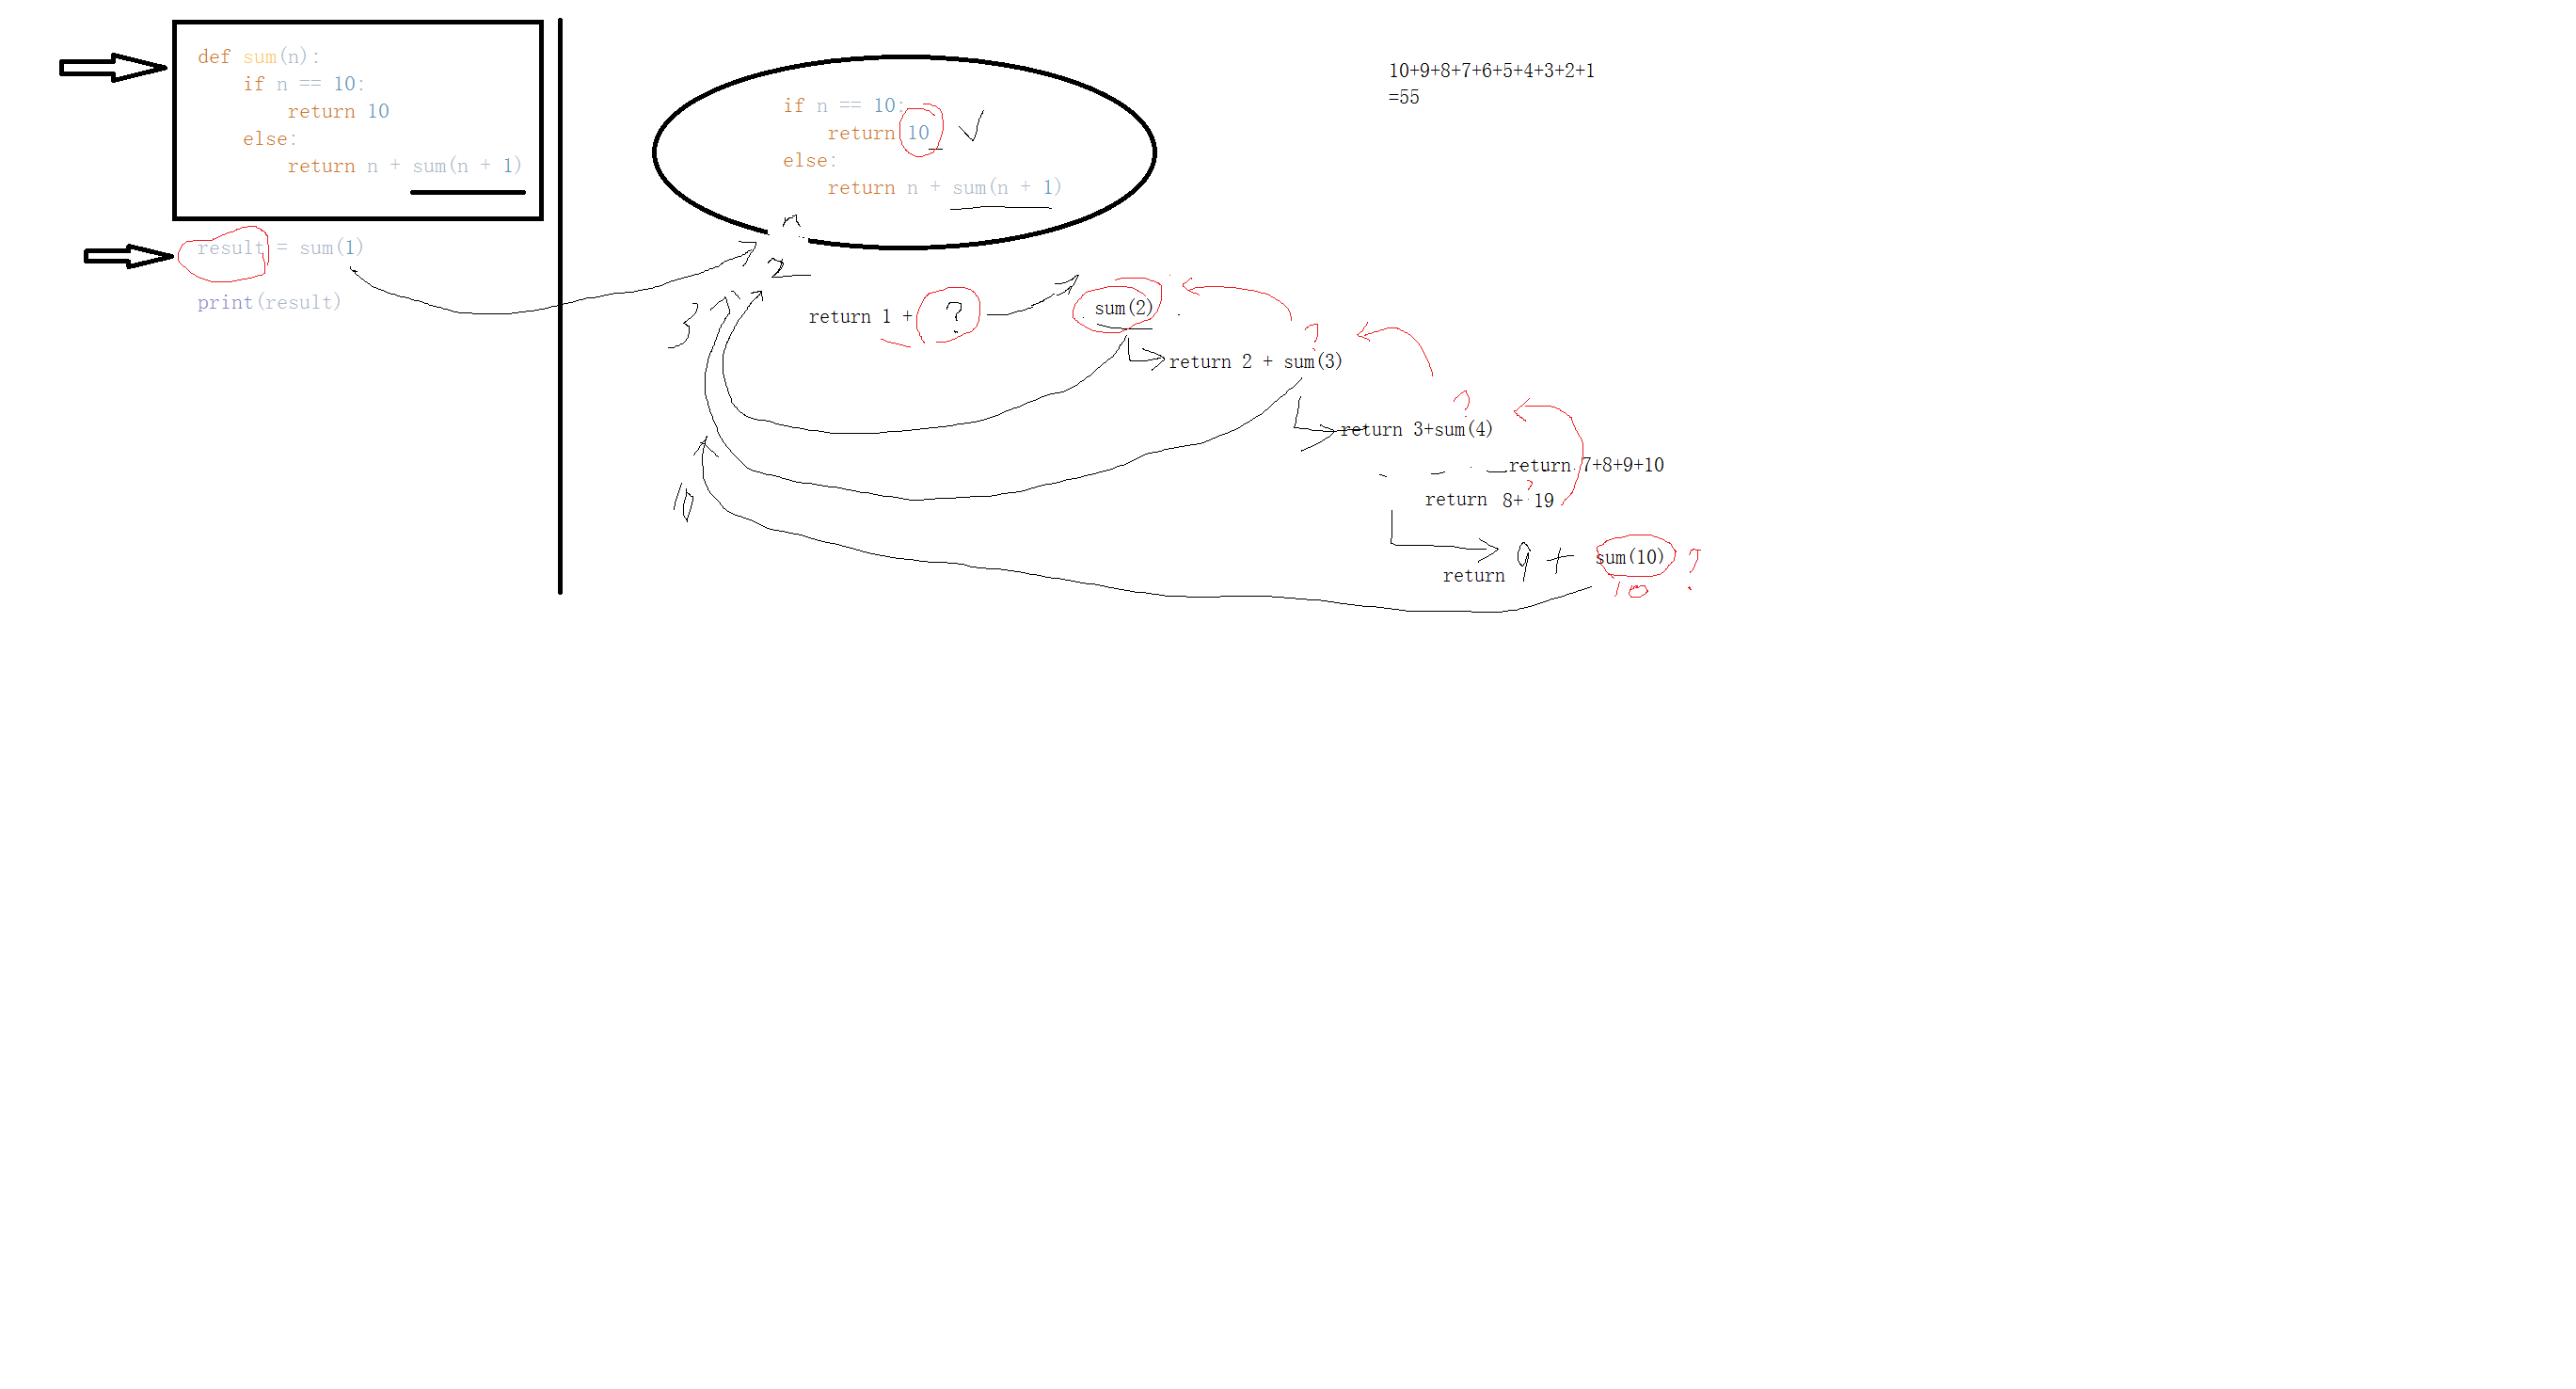 def sum(n):
    if n == 10:
        return 10
    else:
        return n + sum(n + 1)
result = sum(1)
print(result)
if n == 10:
    return 10
else:
    return n + sum(n + 1)
10+9+8+7+6+5+4+3+2+1
=55
2
3
return 1 + ?
sum(2)
?
return 2 + sum(3)
?
return 3+sum(4)
return 7+8+9+10
?
return 8+ 19
10
return 9 + sum(10) ?
10